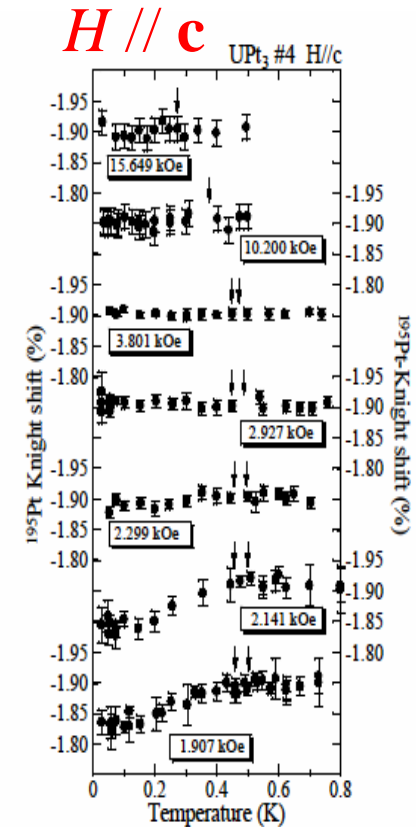 H // c
UPt₃ #4 H//c
-1.95
-1.90
-1.85
15.649 kOe
-1.80
-1.95
-1.90
10.200 kOe
-1.85
-1.95
-1.80
-1.90
3.801 kOe
-1.85
-1.80
-1.95
-1.90
2.927 kOe
-1.85
-1.95
-1.80
-1.90
2.299 kOe
-1.85
-1.80
-1.95
-1.90
2.141 kOe
-1.85
-1.95
-1.80
-1.90
-1.85
1.907 kOe
-1.80
0 0.2 0.4 0.6 0.8
Temperature (K)
¹⁹⁵Pt Knight shift (%)
¹⁹⁵Pt-Knight shift (%)